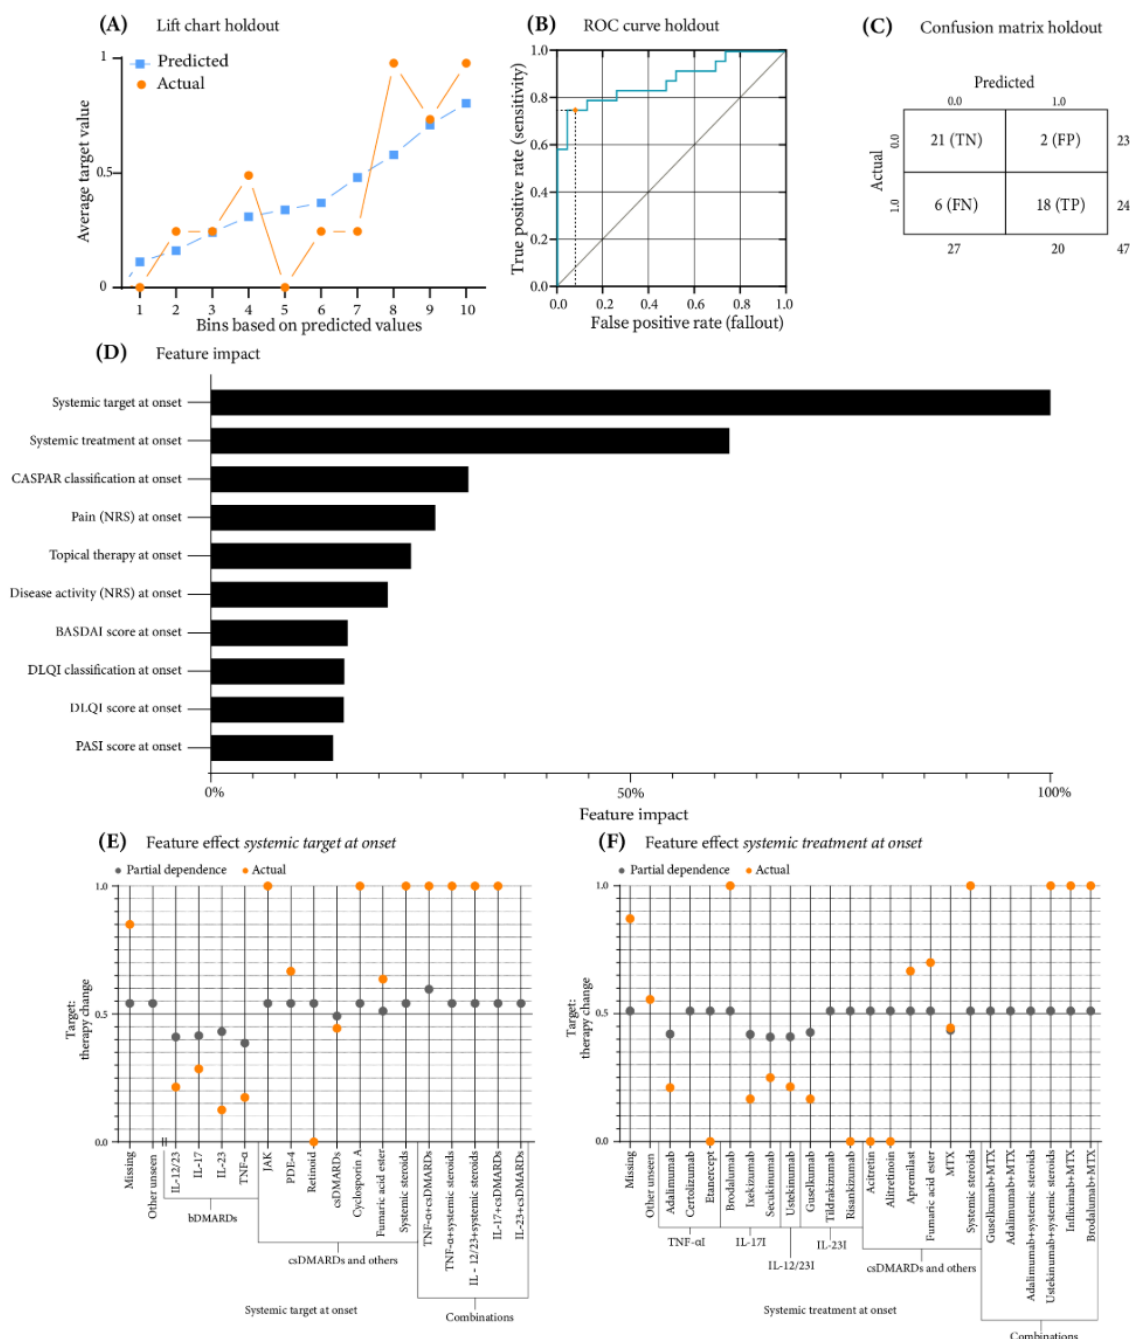 (A) Lift chart holdout
Predicted
Actual
Average target value
1
0.5
0
1 2 3 4 5 6 7 8 9 10
Bins based on predicted values
(B) ROC curve holdout
True positive rate (sensitivity)
1.0
0.8
0.6
0.4
0.2
0.0
0.0 0.2 0.4 0.6 0.8 1.0
False positive rate (fallout)
(C) Confusion matrix holdout
Predicted
0.0 1.0
Actual
0.0 21 (TN) 2 (FP) 23
1.0 6 (FN) 18 (TP) 24
27 20 47
(D) Feature impact
Systemic target at onset
Systemic treatment at onset
CASPAR classification at onset
Pain (NRS) at onset
Topical therapy at onset
Disease activity (NRS) at onset
BASDAI score at onset
DLQI classification at onset
DLQI score at onset
PASI score at onset
0% 50% 100%
Feature impact
(E) Feature effect systemic target at onset
Partial dependence Actual
Target:
therapy change
1.0
0.5
0.0
Missing
Other unseen
IL-12/23
IL-17
IL-23
TNF-α
JAK
PDE-4
Retinoid
csDMARDs
Cyclosporin A
Fumaric acid ester
Systemic steroids
TNF-α+csDMARDs
TNF-α+systemic steroids
IL - 12/23+systemic steroids
IL-17+csDMARDs
IL-23+csDMARDs
bDMARDs
csDMARDs and others
Combinations
Systemic target at onset
(F) Feature effect systemic treatment at onset
Partial dependence Actual
Target:
therapy change
1.0
0.5
0.0
Missing
Other unseen
Adalimumab
Certolizumab
Etanercept
Brodalumab
Ixekizumab
Secukinumab
Ustekinumab
Guselkumab
Tildrakizumab
Risankizumab
Acitretin
Alitretinoin
Apremilast
Fumaric acid ester
MTX
Systemic steroids
Guselkumab+MTX
Adalimumab+MTX
Adalimumab+systemic steroids
Ustekinumab+systemic steroids
Infliximab+MTX
Brodalumab+MTX
TNF-αI
IL-17I
IL-12/23I
IL-23I
csDMARDs and others
Combinations
Systemic treatment at onset